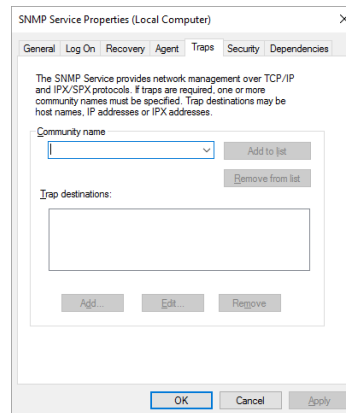 SNMP Service Properties (Local Computer)
General Log On Recovery Agent Traps Security Dependencies
The SNMP Service provides network management over TCP/IP
and IPX/SPX protocols. If traps are required, one or more
community names must be specified. Trap destinations may be
host names, IP addresses or IPX addresses.
Community name
Add to list
Remove from list
Trap destinations:
Add... Edit... Remove
OK Cancel Apply